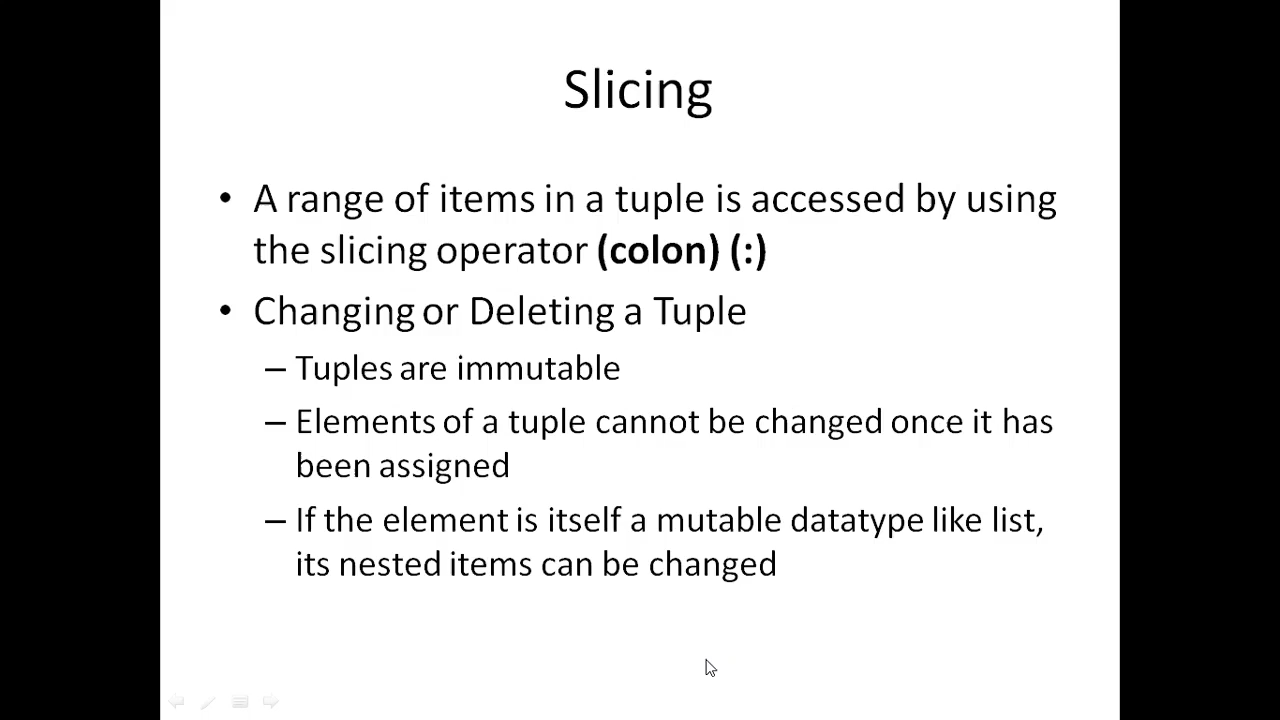 Slicing
• A range of items in a tuple is accessed by using
the slicing operator (colon) (:)
• Changing or Deleting a Tuple
– Tuples are immutable
– Elements of a tuple cannot be changed once it has
been assigned
– If the element is itself a mutable datatype like list,
its nested items can be changed